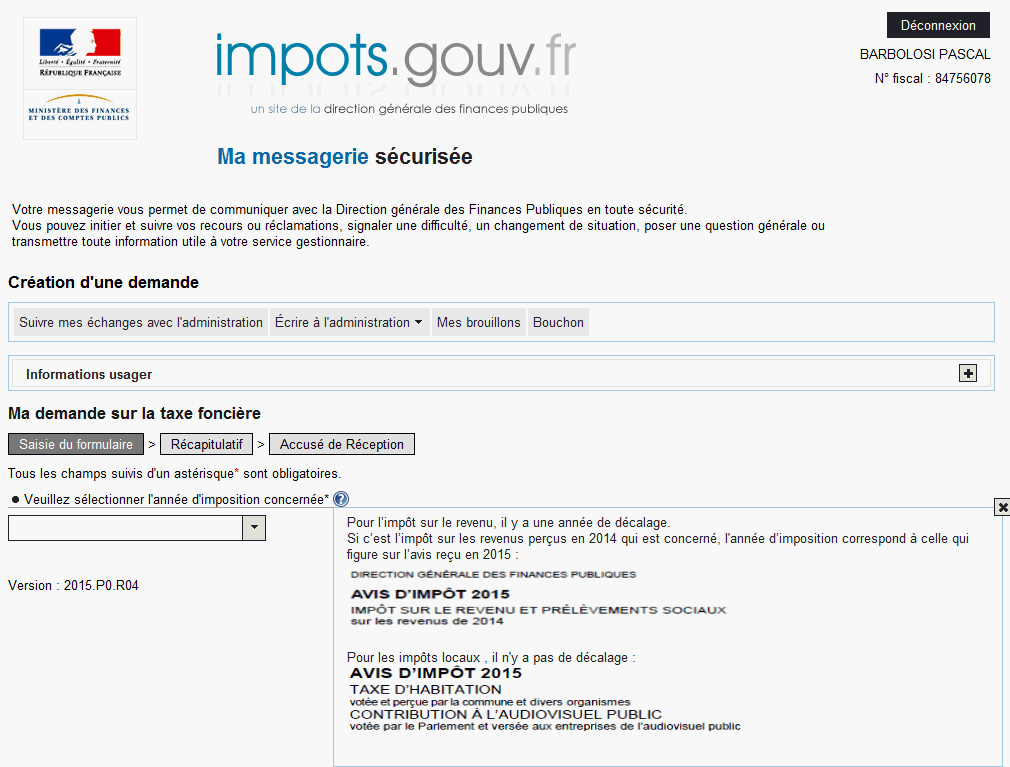 Liberté • Égalité • Fraternité
RÉPUBLIQUE FRANÇAISE
MINISTÈRE DES FINANCES
ET DES COMPTES PUBLICS
impots.gouv.fr
un site de la direction générale des finances publiques
Déconnexion
BARBOLOSI PASCAL
N° fiscal : 84756078
Ma messagerie sécurisée
Votre messagerie vous permet de communiquer avec la Direction générale des Finances Publiques en toute sécurité.
Vous pouvez initier et suivre vos recours ou réclamations, signaler une difficulté, un changement de situation, poser une question générale ou
transmettre toute information utile à votre service gestionnaire.
Création d'une demande
Suivre mes échanges avec l'administration Écrire à l'administration Mes brouillons Bouchon
Informations usager
Ma demande sur la taxe foncière
Saisie du formulaire > Récapitulatif > Accusé de Réception
Tous les champs suivis d'un astérisque* sont obligatoires.
● Veuillez sélectionner l'année d'imposition concernée* ?
Version : 2015.P0.R04
Pour l'impôt sur le revenu, il y a une année de décalage.
Si c'est l'impôt sur les revenus perçus en 2014 qui est concerné, l'année d'imposition correspond à celle qui
figure sur l'avis reçu en 2015 :
DIRECTION GÉNÉRALE DES FINANCES PUBLIQUES
AVIS D'IMPÔT 2015
IMPÔT SUR LE REVENU ET PRÉLÈVEMENTS SOCIAUX
sur les revenus de 2014
Pour les impôts locaux , il n'y a pas de décalage :
AVIS D'IMPÔT 2015
TAXE D'HABITATION
votée et perçue par la commune et divers organismes
CONTRIBUTION À L'AUDIOVISUEL PUBLIC
votée par le Parlement et versée aux entreprises de l'audiovisuel public